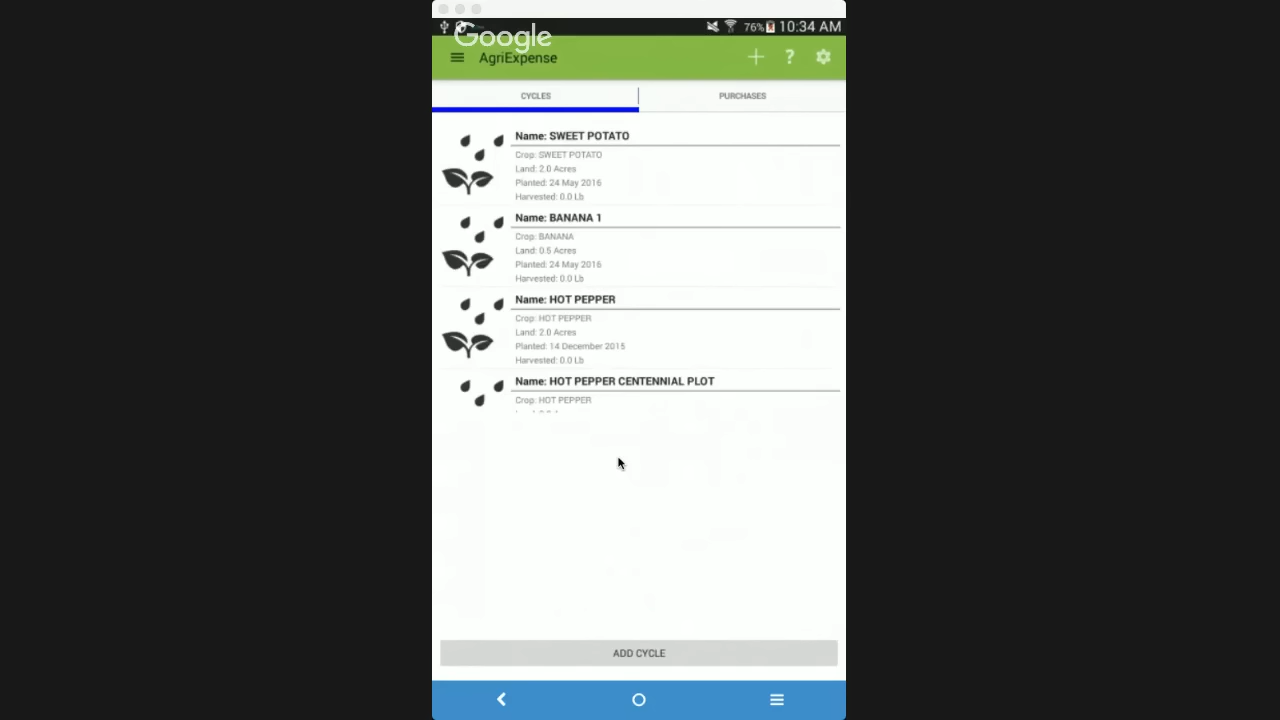 Google
76% 10:34 AM
AgriExpense
?
CYCLES
PURCHASES
Name: SWEET POTATO
Crop: SWEET POTATO
Land: 2.0 Acres
Planted: 24 May 2016
Harvested: 0.0 Lb
Name: BANANA 1
Crop: BANANA
Land: 0.5 Acres
Planted: 24 May 2016
Harvested: 0.0 Lb
Name: HOT PEPPER
Crop: HOT PEPPER
Land: 2.0 Acres
Planted: 14 December 2015
Harvested: 0.0 Lb
Name: HOT PEPPER CENTENNIAL PLOT
Crop: HOT PEPPER
ADD CYCLE